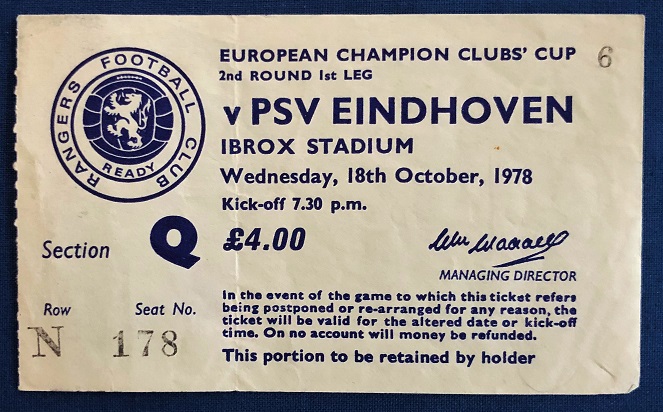 RANGERS FOOTBALL CLUB
READY
EUROPEAN CHAMPION CLUBS' CUP 6
2nd ROUND 1st LEG
v PSV EINDHOVEN
IBROX STADIUM
Wednesday, 18th October, 1978
Kick-off 7.30 p.m.
Section Q £4.00
MANAGING DIRECTOR
Row Seat No.
N 178
In the event of the game to which this ticket refers
being postponed or re-arranged for any reason, the
ticket will be valid for the altered date or kick-off
time. On no account will money be refunded.
This portion to be retained by holder